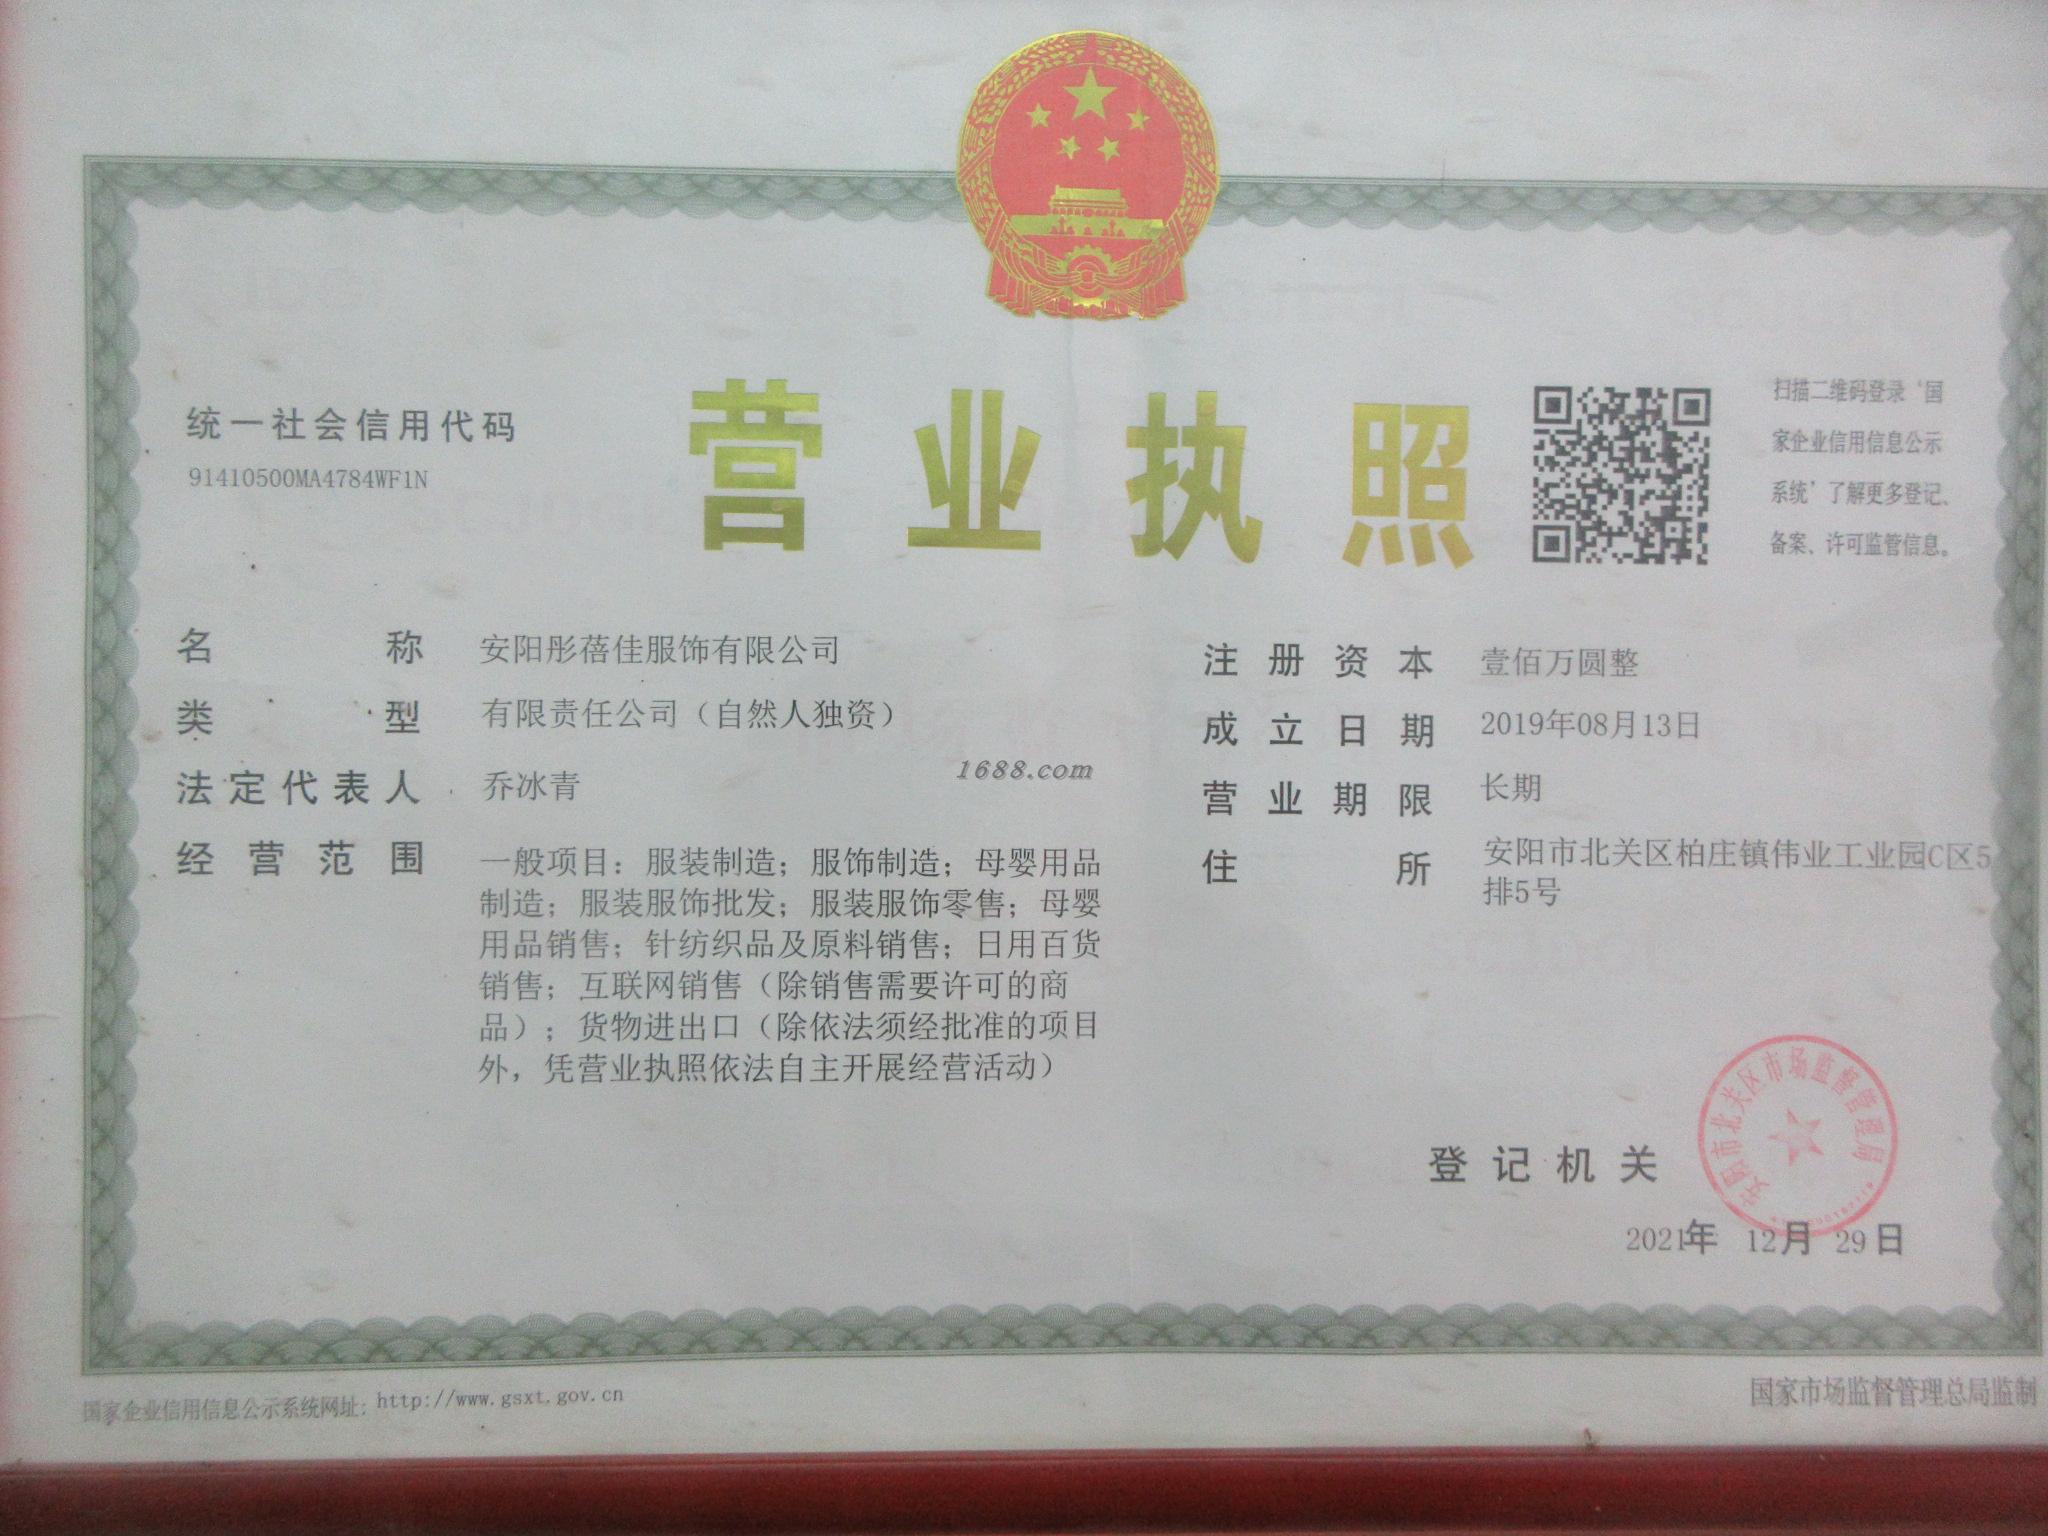 营业执照
统一社会信用代码
91410500MA4784WF1N
扫描二维码登录‘国
家企业信用信息公示
系统’了解更多登记、
备案、许可监管信息。
名称 安阳彤蓓佳服饰有限公司
类型 有限责任公司（自然人独资）
法定代表人 乔冰青
经营范围 一般项目：服装制造；服饰制造；母婴用品
制造；服装服饰批发；服装服饰零售；母婴
用品销售；针纺织品及原料销售；日用百货
销售；互联网销售（除销售需要许可的商
品）；货物进出口（除依法须经批准的项目
外，凭营业执照依法自主开展经营活动）
1688.com
注册资本 壹佰万圆整
成立日期 2019年08月13日
营业期限 长期
住所 安阳市北关区柏庄镇伟业工业园C区5
排5号
登记机关
安阳市北关区市场监督管理局
2021年 12月 29日
国家企业信用信息公示系统网址：http://www.gsxt.gov.cn
国家市场监督管理总局监制